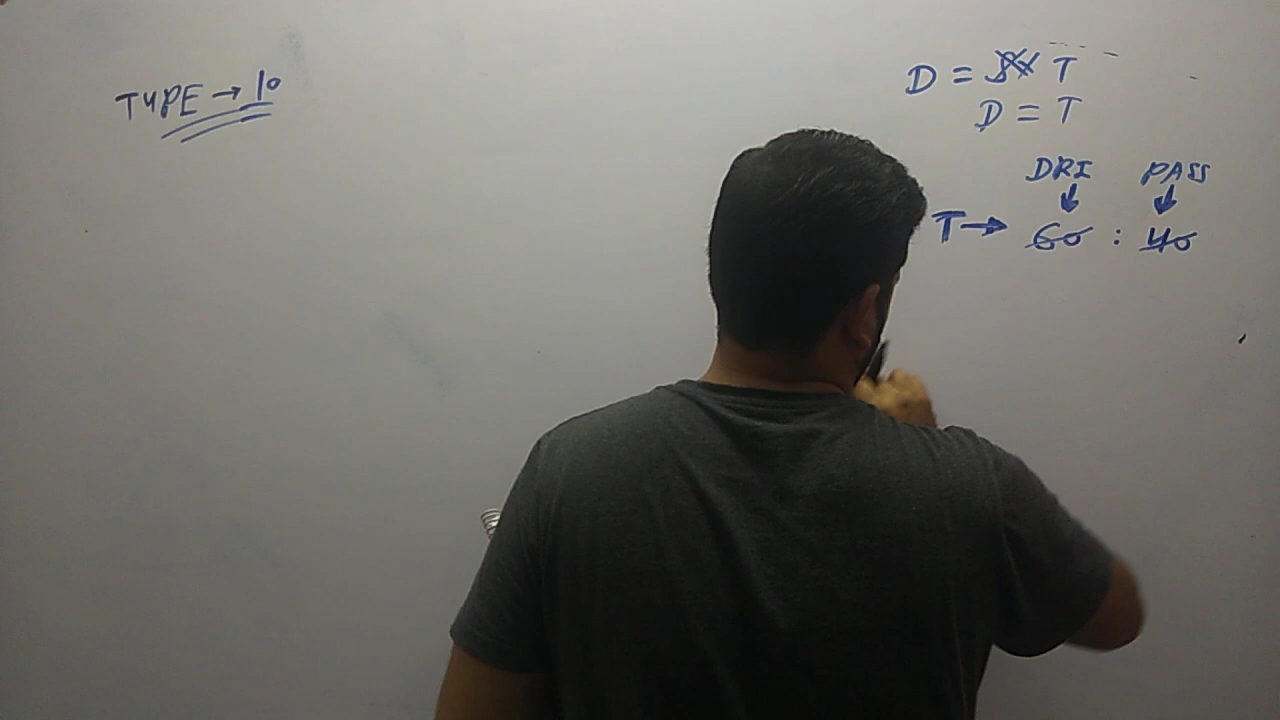 TYPE → 10
D = S× T
D = T
DRI PASS
↓ ↓
T → 60 : 40